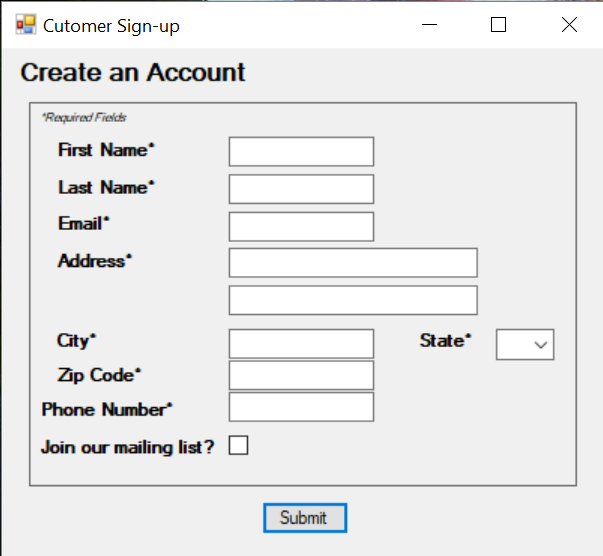 Cutomer Sign-up
Create an Account
*Required Fields
First Name*
Last Name*
Email*
Address*
City* State*
Zip Code*
Phone Number*
Join our mailing list?
Submit